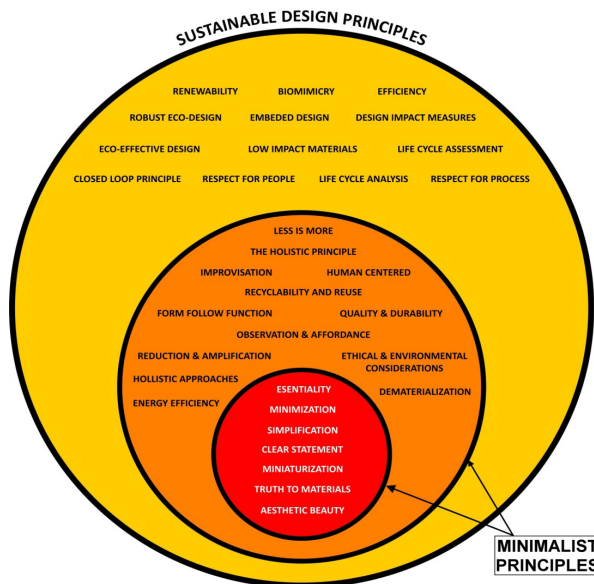 SUSTAINABLE DESIGN PRINCIPLES
RENEWABILITY BIOMIMICRY EFFICIENCY
ROBUST ECO-DESIGN EMBEDED DESIGN DESIGN IMPACT MEASURES
ECO-EFFECTIVE DESIGN LOW IMPACT MATERIALS LIFE CYCLE ASSESSMENT
CLOSED LOOP PRINCIPLE RESPECT FOR PEOPLE LIFE CYCLE ANALYSIS RESPECT FOR PROCESS
LESS IS MORE
THE HOLISTIC PRINCIPLE
IMPROVISATION HUMAN CENTERED
RECYCLABILITY AND REUSE
FORM FOLLOW FUNCTION QUALITY & DURABILITY
OBSERVATION & AFFORDANCE
REDUCTION & AMPLIFICATION ETHICAL & ENVIRONMENTAL
CONSIDERATIONS
HOLLISTIC APPROACHES
DEMATERIALIZATION
ENERGY EFFICIENCY
ESENTIALITY
MINIMIZATION
SIMPLIFICATION
CLEAR STATEMENT
MINIATURIZATION
TRUTH TO MATERIALS
AESTHETIC BEAUTY
MINIMALIST
PRINCIPLES